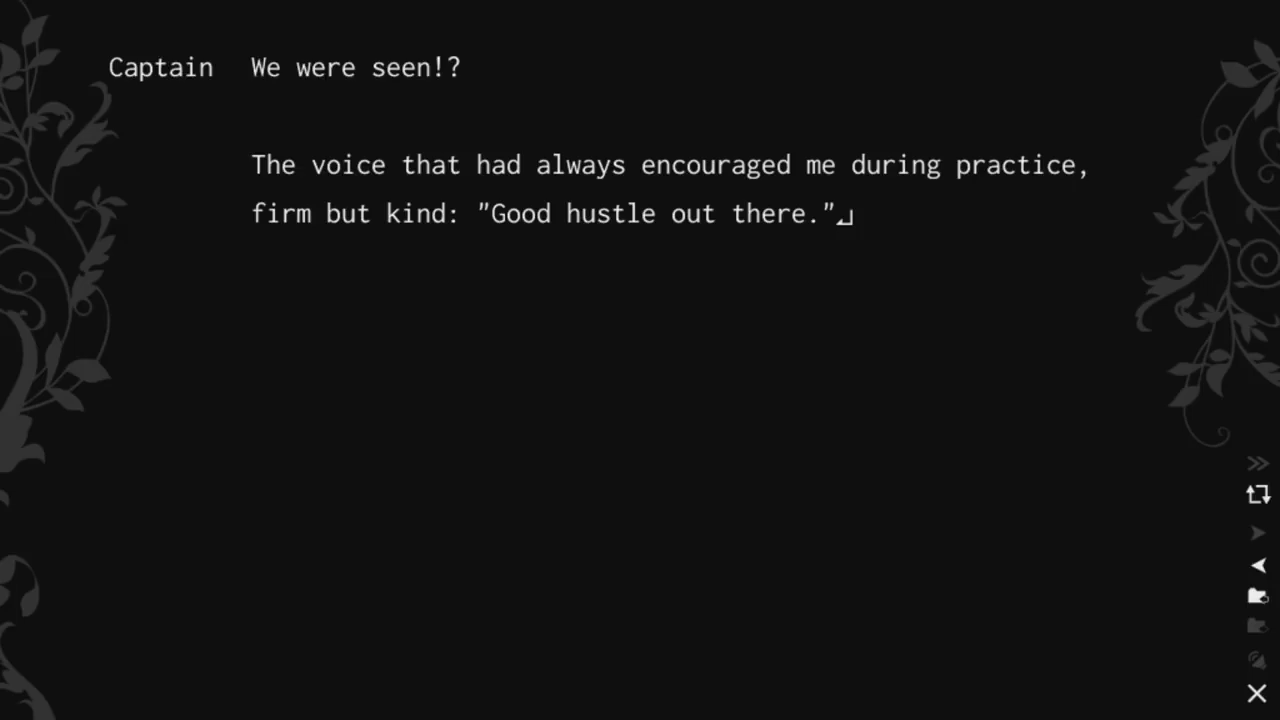 Captain We were seen!?
The voice that had always encouraged me during practice,
firm but kind: "Good hustle out there."